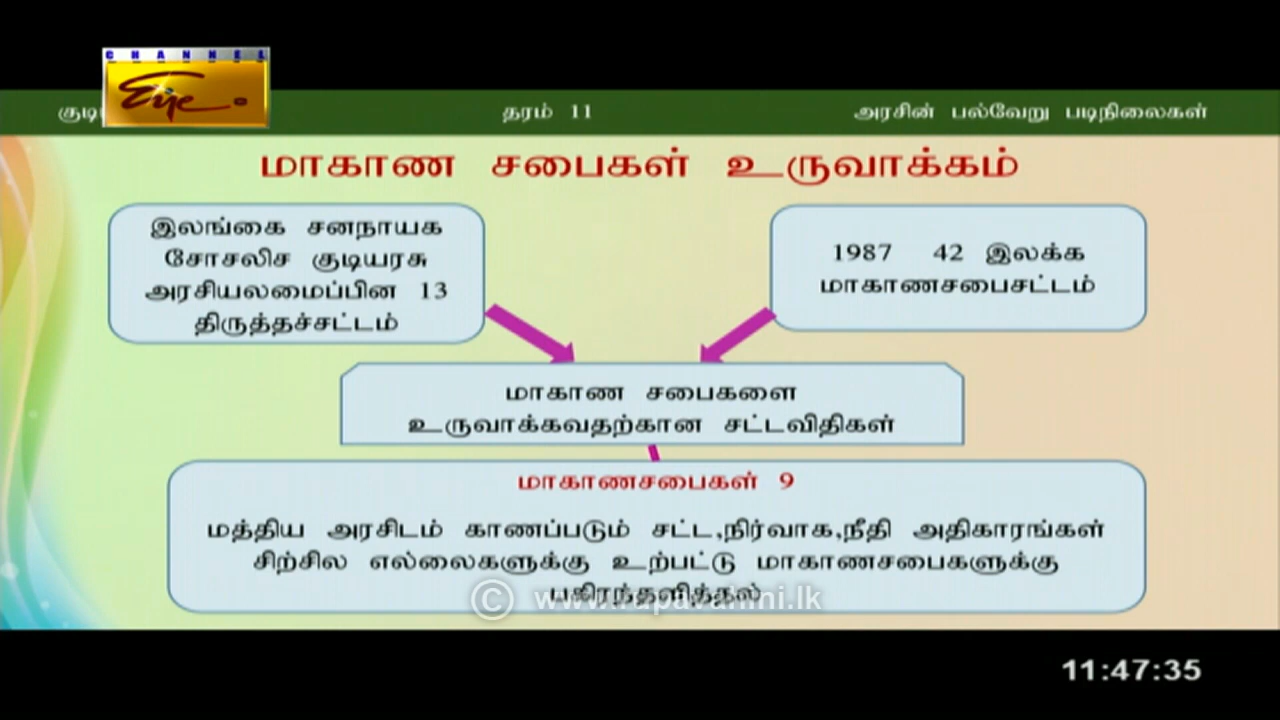 CHANNEL
Eye
தரம் 11
அரசின் பல்வேறு படிநிலைகள்
மாகாண சபைகள் உருவாக்கம்
இலங்கை சனநாயக
சோசலிச குடியரசு
அரசியலமைப்பின 13
திருத்தச்சட்டம்
1987 42 இலக்க
மாகாணசபைசட்டம்
மாகாண சபைகளை
உருவாக்கவதற்கான சட்டவிதிகள்
மாகாணசபைகள் 9
மத்திய அரசிடம் காணப்படும் சட்ட,நிர்வாக,நீதி அதிகாரங்கள்
சிற்சில எல்லைகளுக்கு உற்பட்டு மாகாணசபைகளுக்கு
பகிரந்தளித்தல்
11:47:35